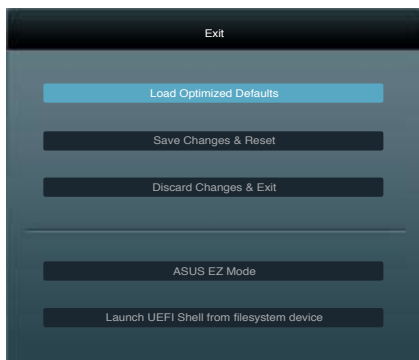 Exit
Load Optimized Defaults
Save Changes & Reset
Discard Changes & Exit
ASUS EZ Mode
Launch UEFI Shell from filesystem device